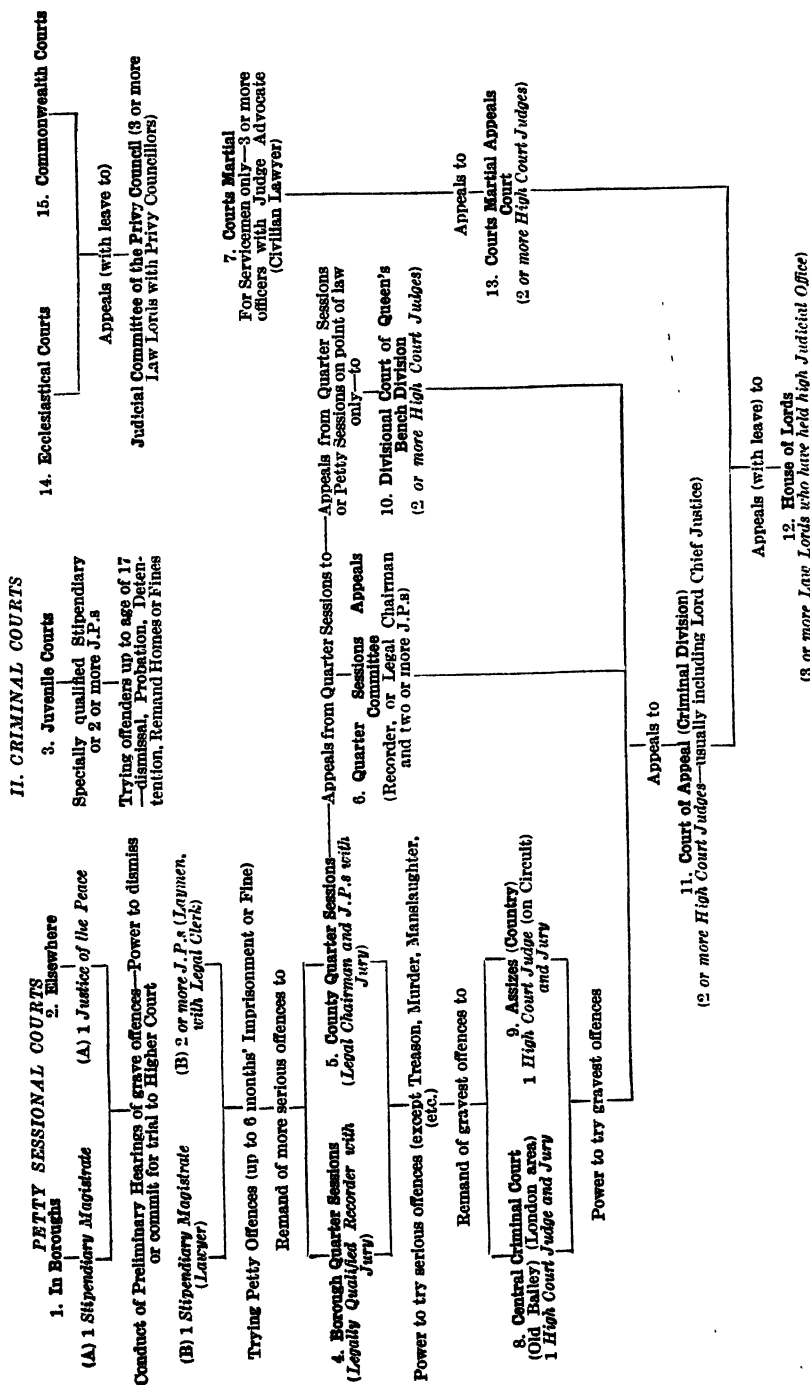 II. CRIMINAL COURTS
PETTY SESSIONAL COURTS
1. In Boroughs
2. Elsewhere
(A) 1 Stipendiary Magistrate
(A) 1 Justice of the Peace
Conduct of Preliminary Hearings of grave offences—Power to dismiss
or commit for trial to Higher Court
(B) 1 Stipendiary Magistrate
(Lawyer)
(B) 2 or more J.P.s (Laymen,
with Legal Clerk)
Trying Petty Offences (up to 6 months' Imprisonment or Fine)
Remand of more serious offences to
4. Borough Quarter Sessions
(Legally Qualified Recorder with
Jury)
5. County Quarter Sessions
(Legal Chairman and J.P.s with
Jury)
Power to try serious offences (except Treason, Murder, Manslaughter,
(etc.)
Remand of gravest offences to
8. Central Criminal Court
(Old Bailey) (London area)
1 High Court Judge and Jury
9. Assizes (Country)
1 High Court Judge (on Circuit)
and Jury
Power to try gravest offences
3. Juvenile Courts
Specially qualified Stipendiary
or 2 or more J.P.s
Trying offenders up to age of 17
—dismissal, Probation, Deten-
tention, Remand Homes or Fines
Appeals from Quarter Sessions to
6. Quarter Sessions Appeals
Committee
(Recorder, or Legal Chairman
and two or more J.P.s)
Appeals from Quarter Sessions
or Petty Sessions on point of law
only—to
10. Divisional Court of Queen's
Bench Division
(2 or more High Court Judges)
14. Ecclesiastical Courts
15. Commonwealth Courts
Appeals (with leave to)
Judicial Committee of the Privy Council (3 or more
Law Lords with Privy Councillors)
7. Courts Martial
For Servicemen only—3 or more
officers with Judge Advocate
(Civilian Lawyer)
Appeals to
13. Courts Martial Appeals
Court
(2 or more High Court Judges)
Appeals to
11. Court of Appeal (Criminal Division)
(2 or more High Court Judges—usually including Lord Chief Justice)
Appeals (with leave) to
12. House of Lords
(3 or more Law Lords who have held high Judicial Office)